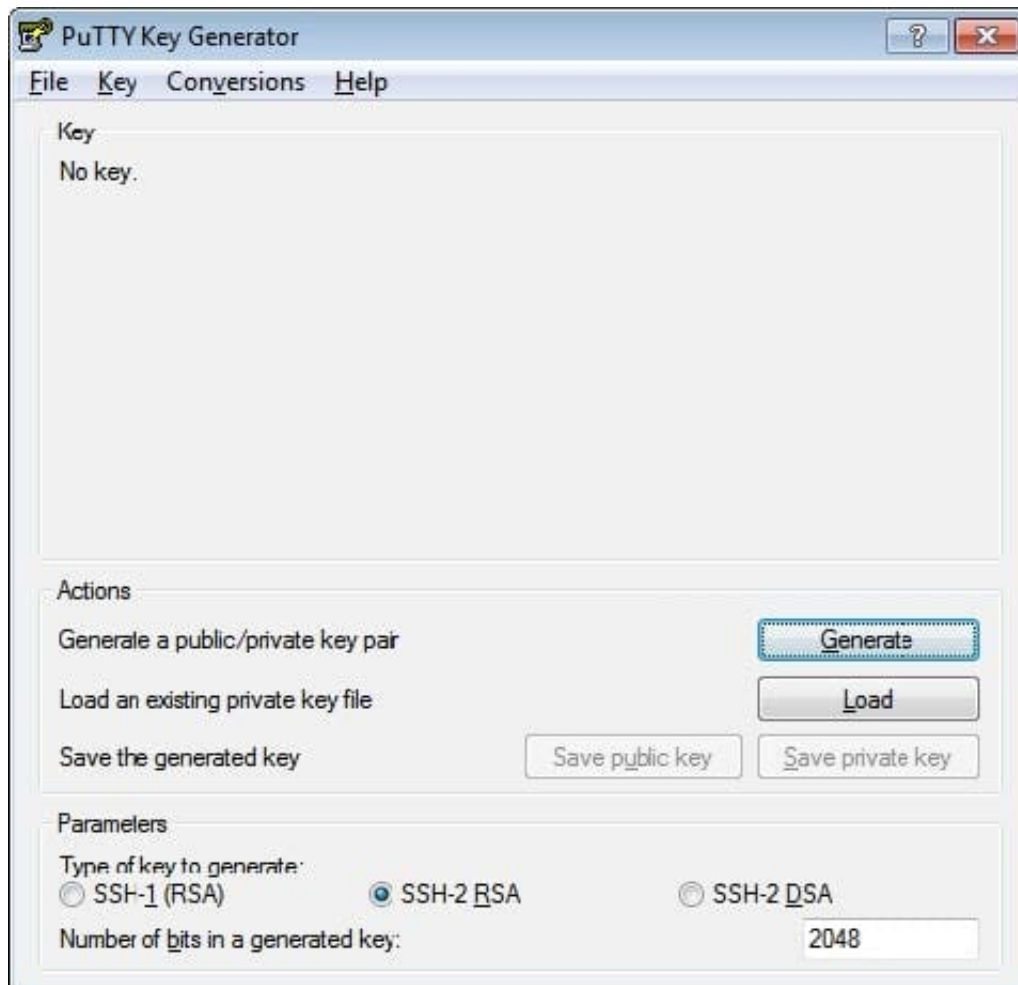 PuTTY Key Generator
File Key Conversions Help
Key
No key.
Actions
Generate a public/private key pair Generate
Load an existing private key file Load
Save the generated key Save public key Save private key
Parameters
Type of key to generate:
SSH-1 (RSA) SSH-2 RSA SSH-2 DSA
Number of bits in a generated key: 2048